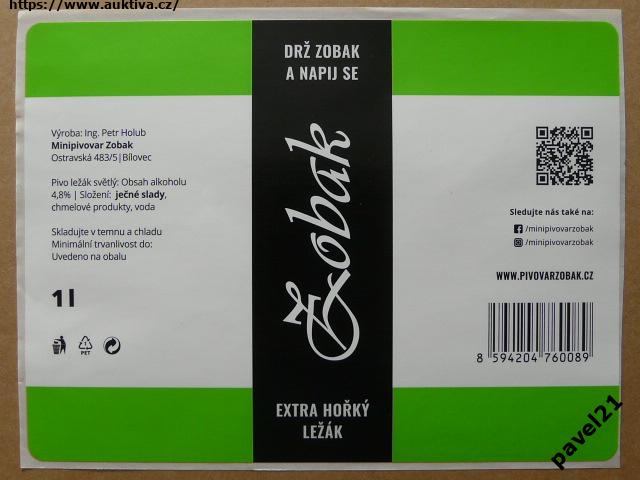 https://www.auktiva.cz/
DRŽ ZOBAK
A NAPIJ SE
Výroba: Ing. Petr Holub
Minipivovar Zobak
Ostravská 483/5|Bílovec
Pivo ležák světlý: Obsah alkoholu
4,8% | Složení: ječné slady,
chmelové produkty, voda
Skladujte v temnu a chladu
Minimální trvanlivost do:
Uvedeno na obalu
1 l
PET
Zobak
EXTRA HOŘKÝ
LEŽÁK
Sledujte nás také na:
/minipivovarzobak
/minipivovarzobak
WWW.PIVOVARZOBAK.CZ
8 594204 760089
pavel21